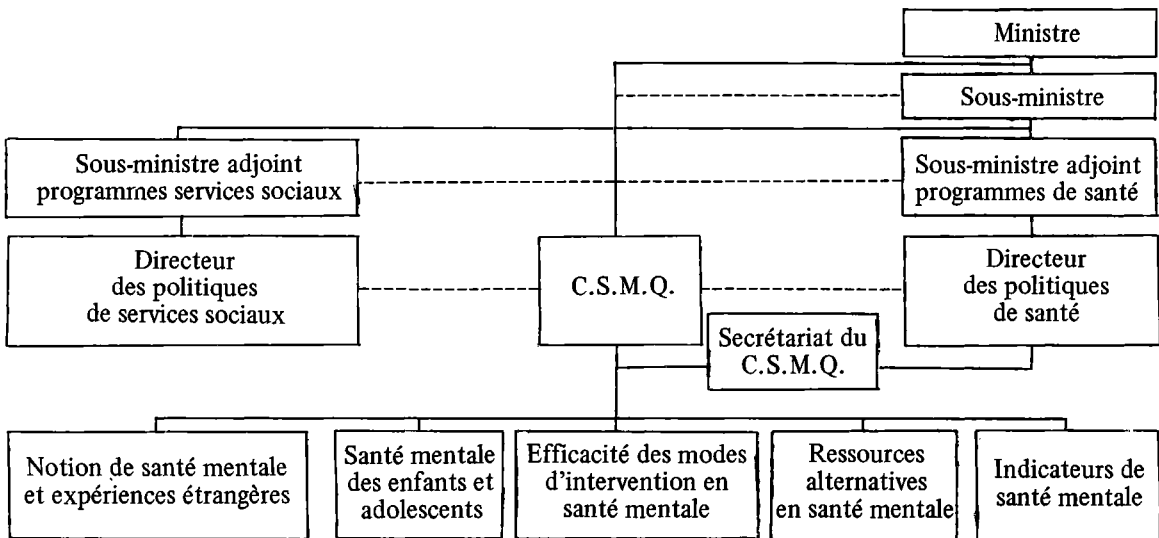 Ministre
Sous-ministre
Sous-ministre adjoint
programmes services sociaux
Sous-ministre adjoint
programmes de santé
Directeur
des politiques
de services sociaux
C.S.M.Q.
Directeur
des politiques
de santé
Secrétariat du
C.S.M.Q.
Notion de santé mentale
et expériences étrangères
Santé mentale
des enfants et
adolescents
Efficacité des modes
d'intervention en
santé mentale
Ressources
alternatives
en santé mentale
Indicateurs de
santé mentale